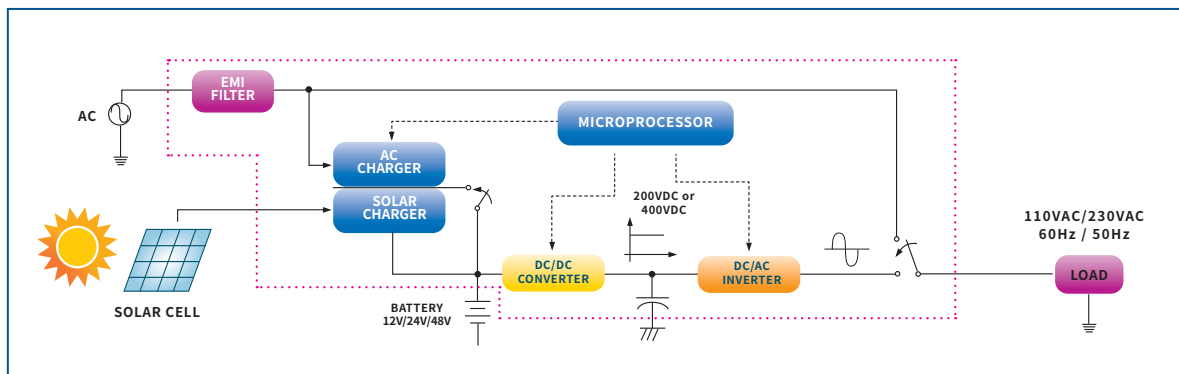 EMI
FILTER
AC
MICROPROCESSOR
AC
CHARGER
SOLAR
CHARGER
200VDC or
400VDC
110VAC/230VAC
60Hz / 50Hz
DC/DC
CONVERTER
DC/AC
INVERTER
LOAD
SOLAR CELL
BATTERY
12V/24V/48V